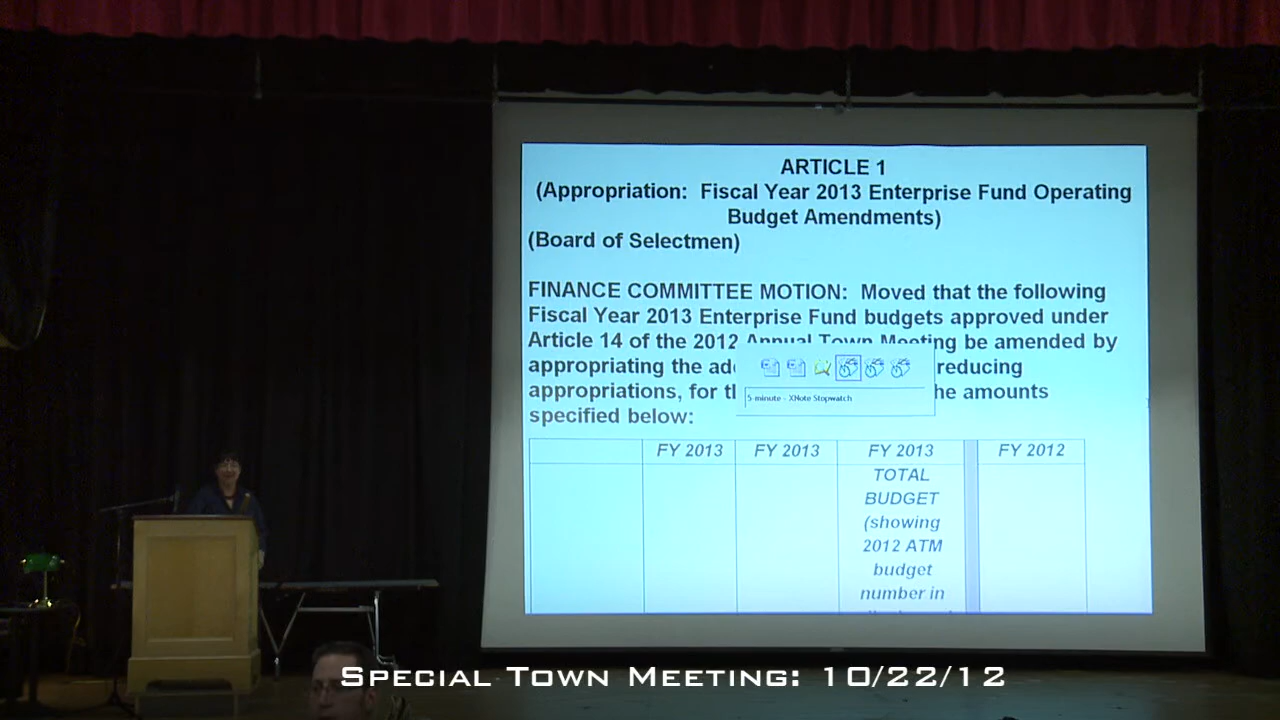 ARTICLE 1
(Appropriation: Fiscal Year 2013 Enterprise Fund Operating
Budget Amendments)
(Board of Selectmen)
FINANCE COMMITTEE MOTION: Moved that the following
Fiscal Year 2013 Enterprise Fund budgets approved under
Article 14 of the 2012 Annual Town Meeting be amended by
appropriating the reducing
appropriations, for amounts
specified below:
5-minute - XNote Stopwatch
FY 2013 FY 2013 FY 2013 FY 2012
TOTAL
BUDGET
(showing
2012 ATM
budget
number in
SPECIAL TOWN MEETING: 10/22/12